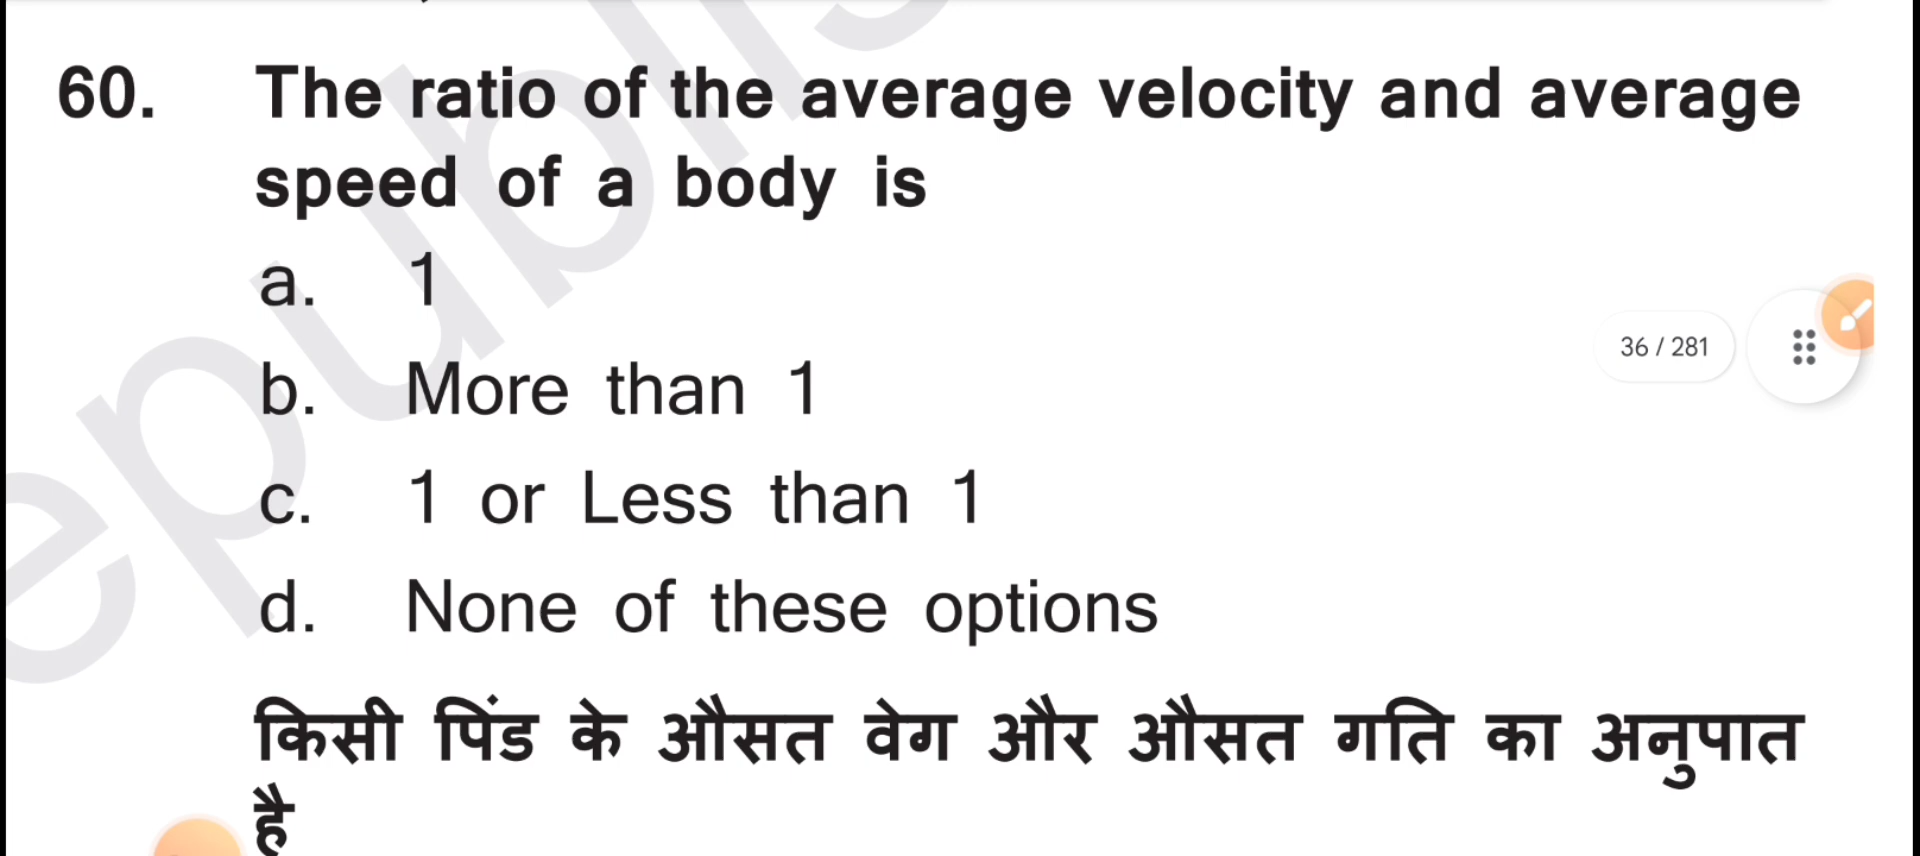 60. The ratio of the average velocity and average
speed of a body is
a. 1
b. More than 1
36 / 281
c. 1 or Less than 1
d. None of these options
किसी पिंड के औसत वेग और औसत गति का अनुपात
है